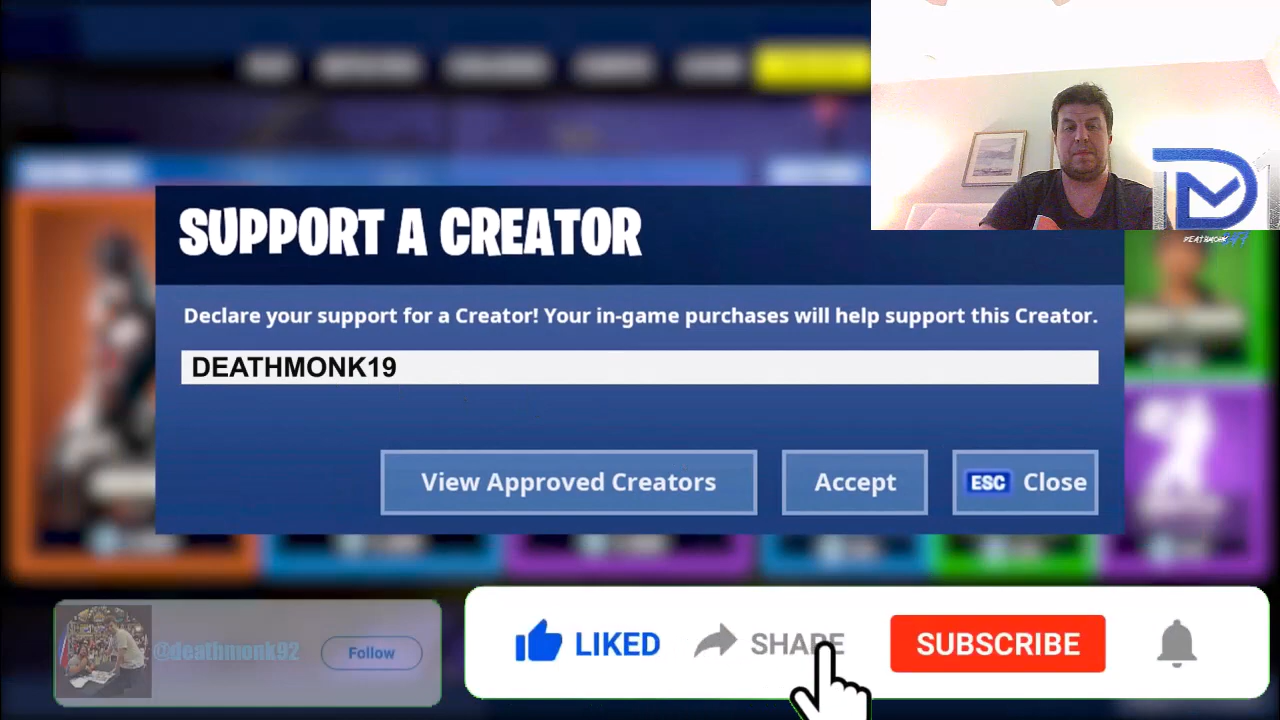 SUPPORT A CREATOR
Declare your support for a Creator! Your in-game purchases will help support this Creator.
DEATHMONK19
View Approved Creators
Accept
ESC Close
@deathmonk92
Follow
LIKED
SHARE
SUBSCRIBE